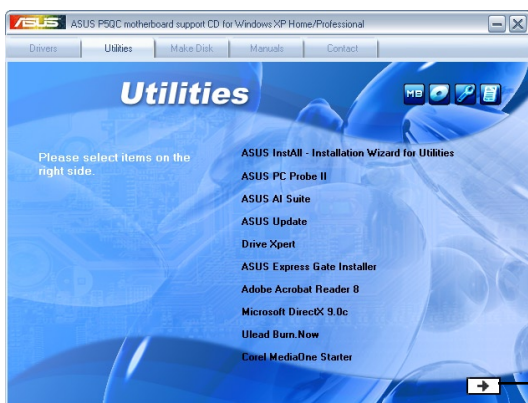 ASUS
ASUS P5QC motherboard support CD for Windows XP Home/Professional
Drivers
Utilities
Make Disk
Manuals
Contact
Utilities
MB
Please select items on the
right side.
ASUS InstAll - Installation Wizard for Utilities
ASUS PC Probe II
ASUS AI Suite
ASUS Update
Drive Xpert
ASUS Express Gate Installer
Adobe Acrobat Reader 8
Microsoft DirectX 9.0c
Ulead Burn.Now
Corel MediaOne Starter